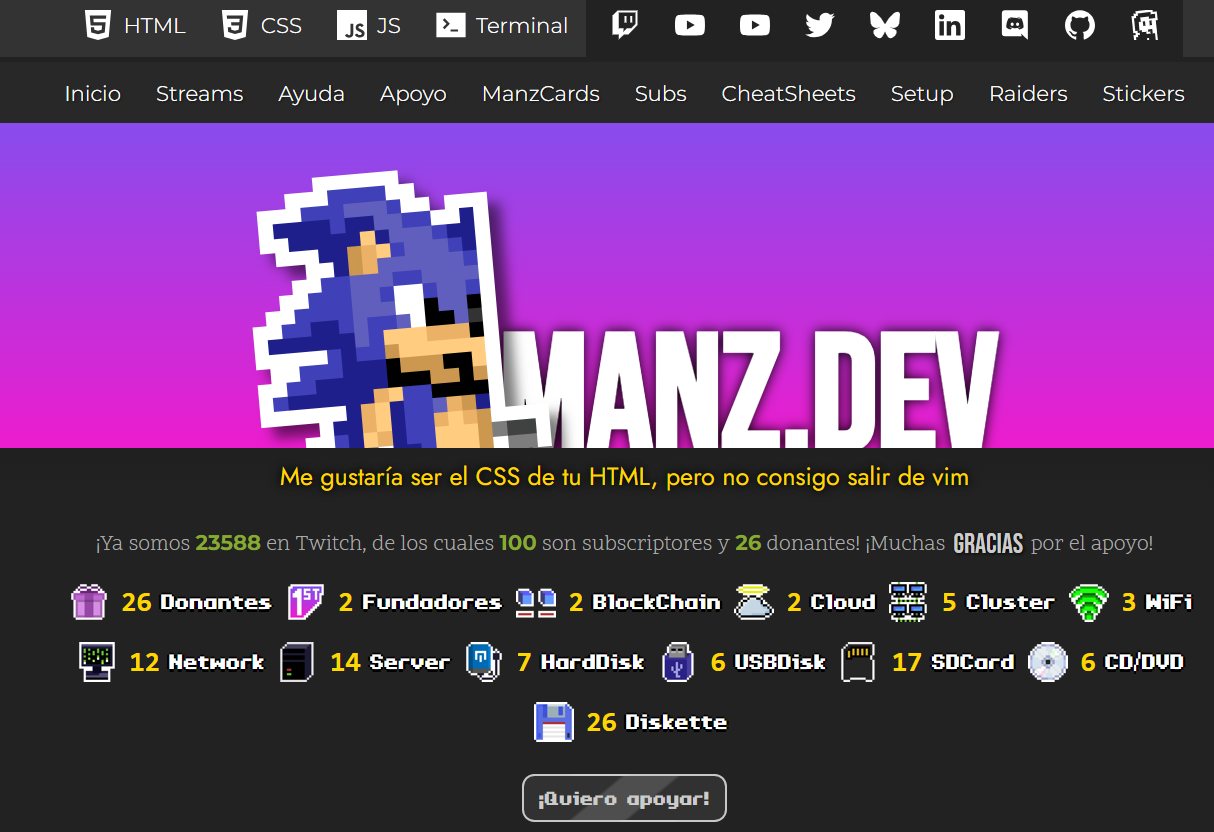 HTML CSS JS Terminal
Inicio Streams Ayuda Apoyo ManzCards Subs CheatSheets Setup Raiders Stickers
MANZ.DEV
Me gustaría ser el CSS de tu HTML, pero no consigo salir de vim
¡Ya somos 23588 en Twitch, de los cuales 100 son subscriptores y 26 donantes! ¡Muchas GRACIAS por el apoyo!
26 Donantes 1ST 2 Fundadores 2 BlockChain 2 Cloud 5 Cluster 3 WiFi
12 Network 14 Server 7 HardDisk 6 USBDisk 17 SDCard 6 CD/DVD
26 Diskette
¡Quiero apoyar!